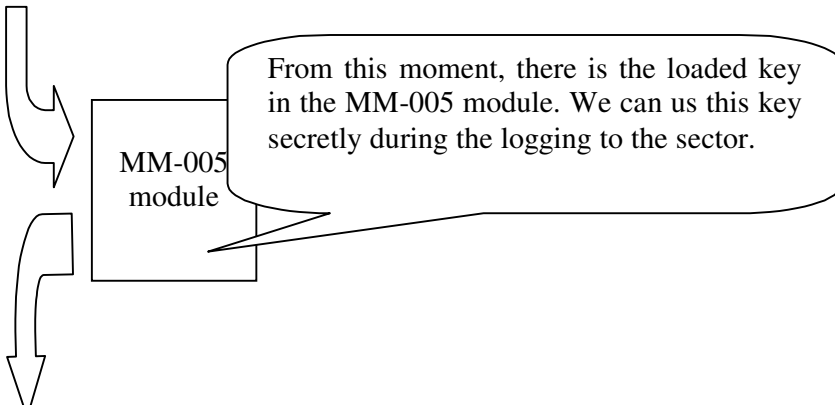 From this moment, there is the loaded key
in the MM-005 module. We can us this key
secretly during the logging to the sector.
MM-005
module